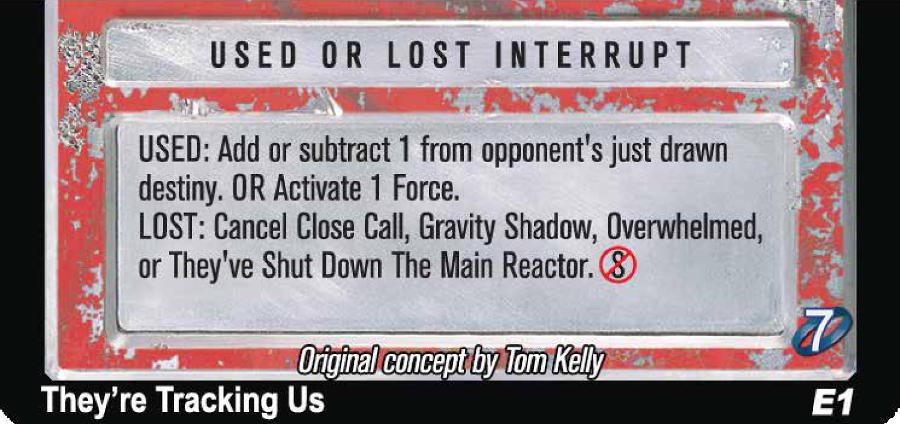 USED OR LOST INTERRUPT
USED: Add or subtract 1 from opponent's just drawn
destiny. OR Activate 1 Force.
LOST: Cancel Close Call, Gravity Shadow, Overwhelmed,
or They've Shut Down The Main Reactor. 8
7
Original concept by Tom Kelly
They're Tracking Us E1